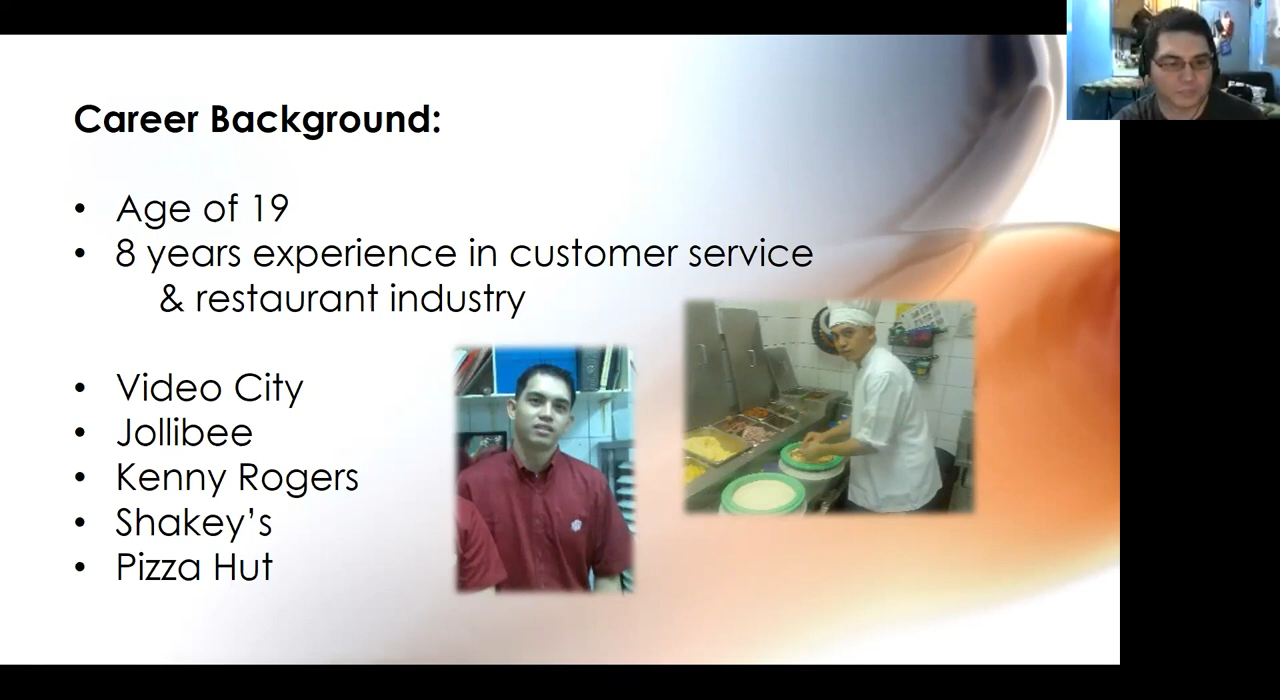 Career Background:
• Age of 19
• 8 years experience in customer service
& restaurant industry
• Video City
• Jollibee
• Kenny Rogers
• Shakey’s
• Pizza Hut